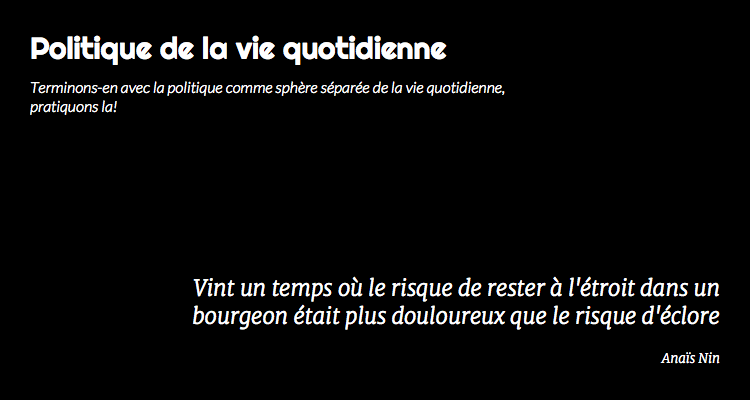 Politique de la vie quotidienne
Terminons-en avec la politique comme sphère séparée de la vie quotidienne,
pratiquons la!
Vint un temps où le risque de rester à l'étroit dans un
bourgeon était plus douloureux que le risque d'éclore
Anaïs Nin